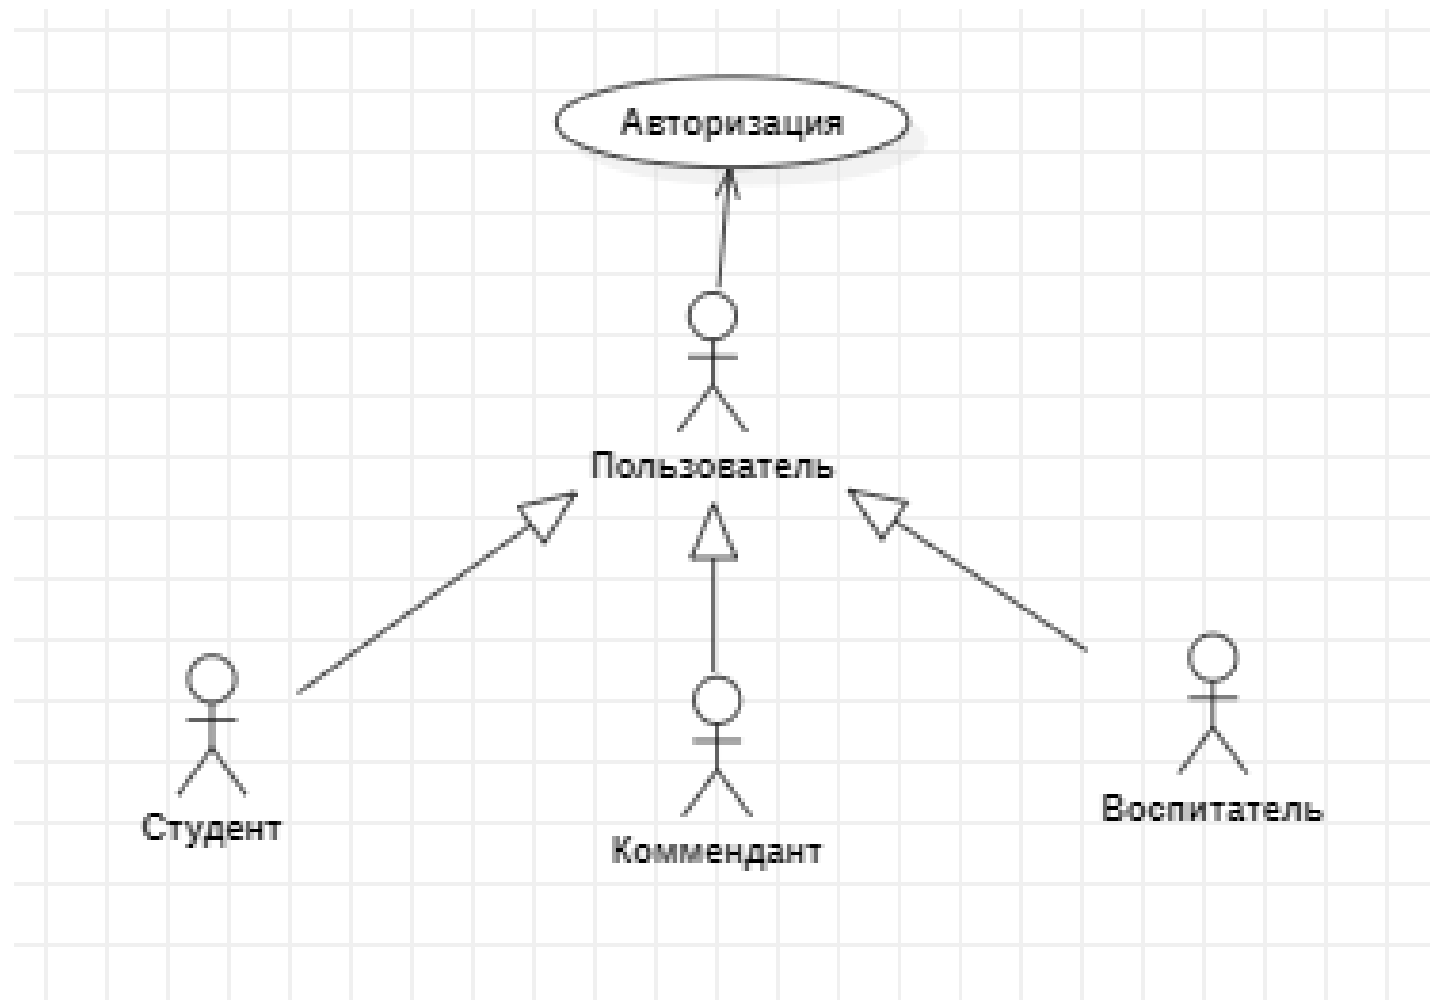 Авторизация
Пользователь
Студент
Коммендант
Воспитатель